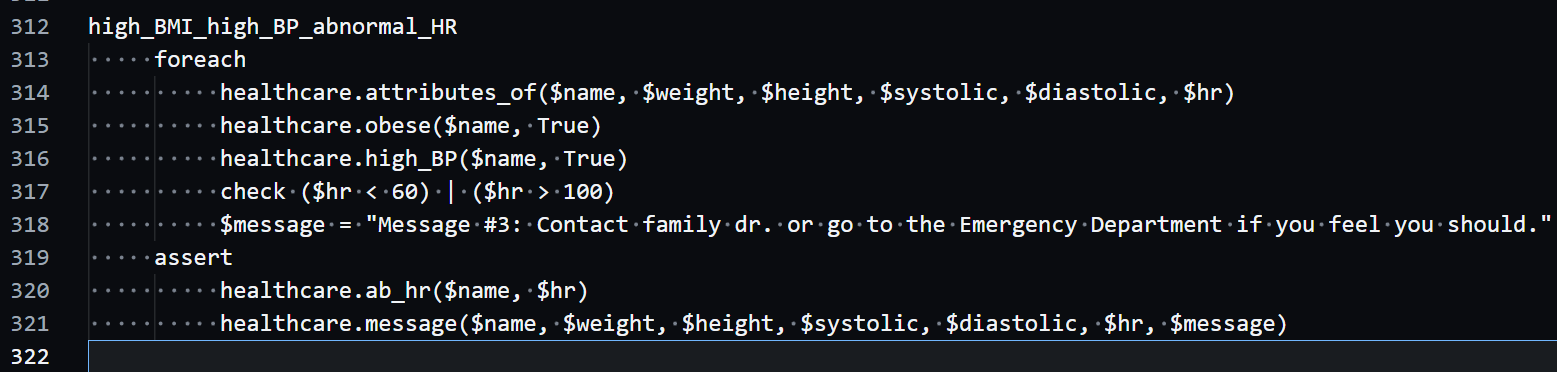 312 high_BMI_high_BP_abnormal_HR
313 foreach
314 healthcare.attributes_of($name, $weight, $height, $systolic, $diastolic, $hr)
315 healthcare.obese($name, True)
316 healthcare.high_BP($name, True)
317 check ($hr < 60) | ($hr > 100)
318 $message = "Message #3: Contact family dr. or go to the Emergency Department if you feel you should."
319 assert
320 healthcare.ab_hr($name, $hr)
321 healthcare.message($name, $weight, $height, $systolic, $diastolic, $hr, $message)
322